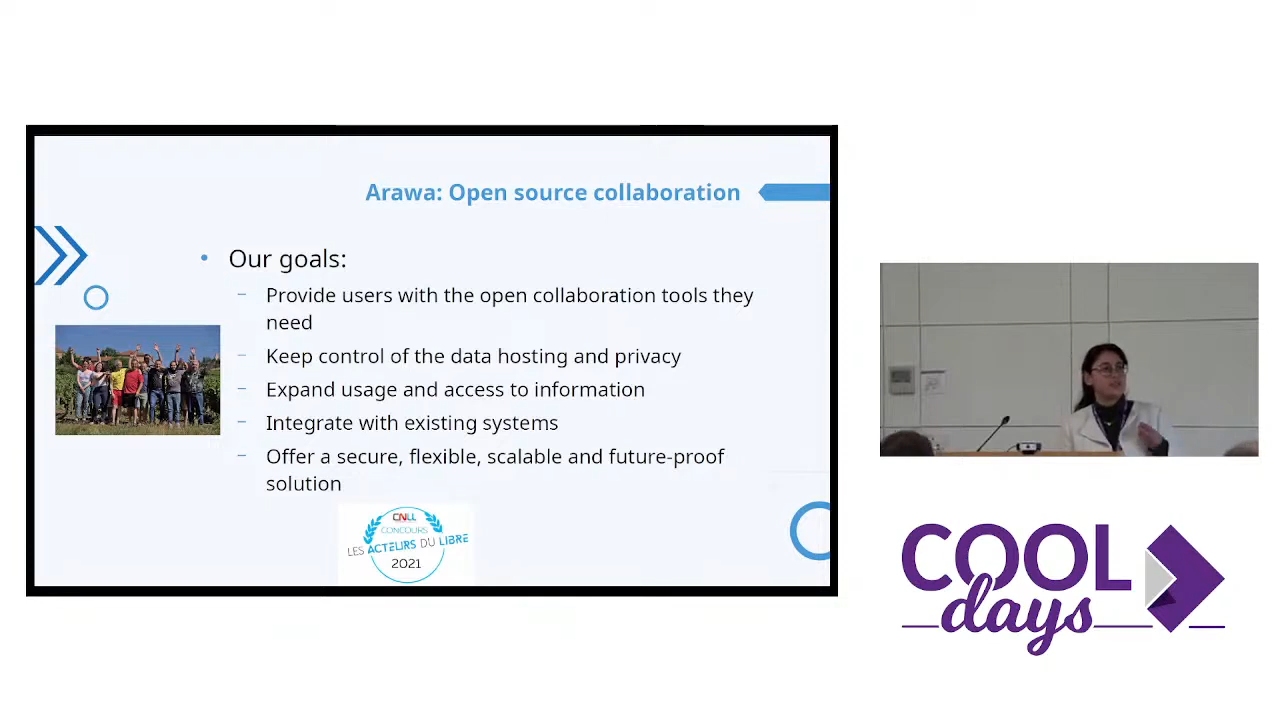 Arawa: Open source collaboration
• Our goals:
– Provide users with the open collaboration tools they
need
– Keep control of the data hosting and privacy
– Expand usage and access to information
– Integrate with existing systems
– Offer a secure, flexible, scalable and future-proof
solution
CNLL
CONCOURS
LES ACTEURS DU LIBRE
2021
COOL
days